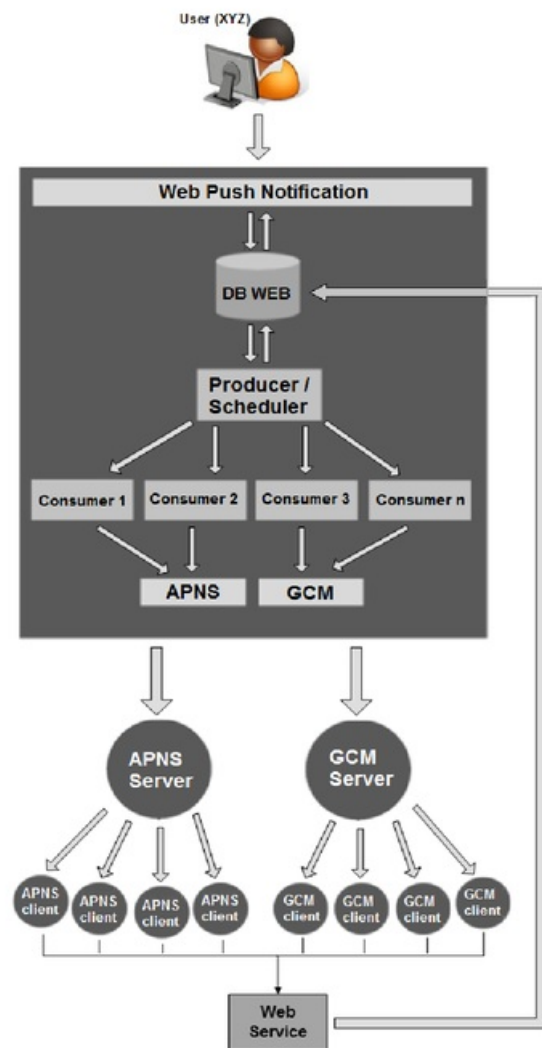 User (XYZ)
Web Push Notification
DB WEB
Producer /
Scheduler
Consumer 1
Consumer 2
Consumer 3
Consumer n
APNS
GCM
APNS
Server
GCM
Server
APNS
client
APNS
client
APNS
client
APNS
client
GCM
client
GCM
client
GCM
client
GCM
client
Web
Service